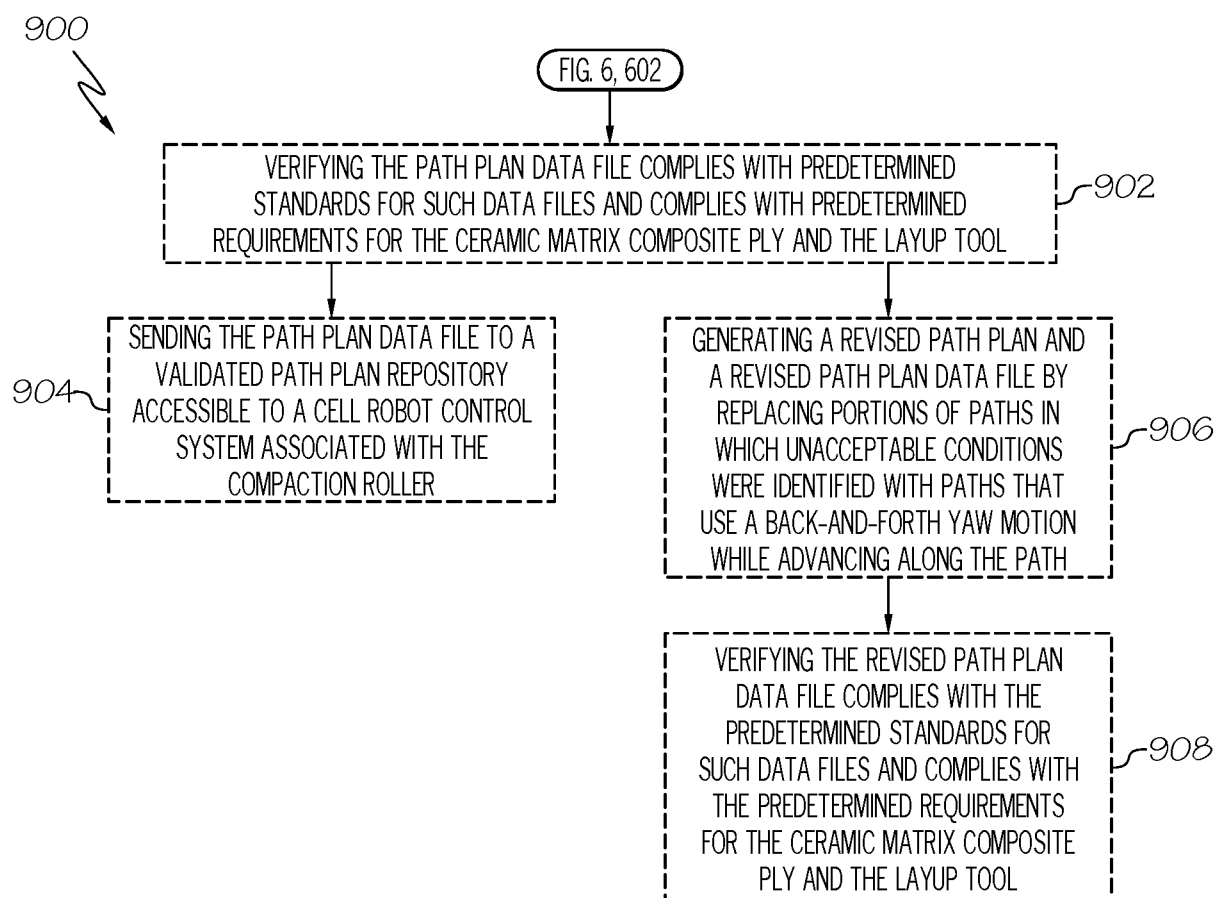 900
FIG. 6, 602
VERIFYING THE PATH PLAN DATA FILE COMPLIES WITH PREDETERMINED
STANDARDS FOR SUCH DATA FILES AND COMPLIES WITH PREDETERMINED
REQUIREMENTS FOR THE CERAMIC MATRIX COMPOSITE PLY AND THE LAYUP TOOL
902
SENDING THE PATH PLAN DATA FILE TO A
VALIDATED PATH PLAN REPOSITORY
ACCESSIBLE TO A CELL ROBOT CONTROL
SYSTEM ASSOCIATED WITH THE
COMPACTION ROLLER
904
GENERATING A REVISED PATH PLAN AND
A REVISED PATH PLAN DATA FILE BY
REPLACING PORTIONS OF PATHS IN
WHICH UNACCEPTABLE CONDITIONS
WERE IDENTIFIED WITH PATHS THAT
USE A BACK-AND-FORTH YAW MOTION
WHILE ADVANCING ALONG THE PATH
906
VERIFYING THE REVISED PATH PLAN
DATA FILE COMPLIES WITH THE
PREDETERMINED STANDARDS FOR
SUCH DATA FILES AND COMPLIES WITH
THE PREDETERMINED REQUIREMENTS
FOR THE CERAMIC MATRIX COMPOSITE
PLY AND THE LAYUP TOOL
908